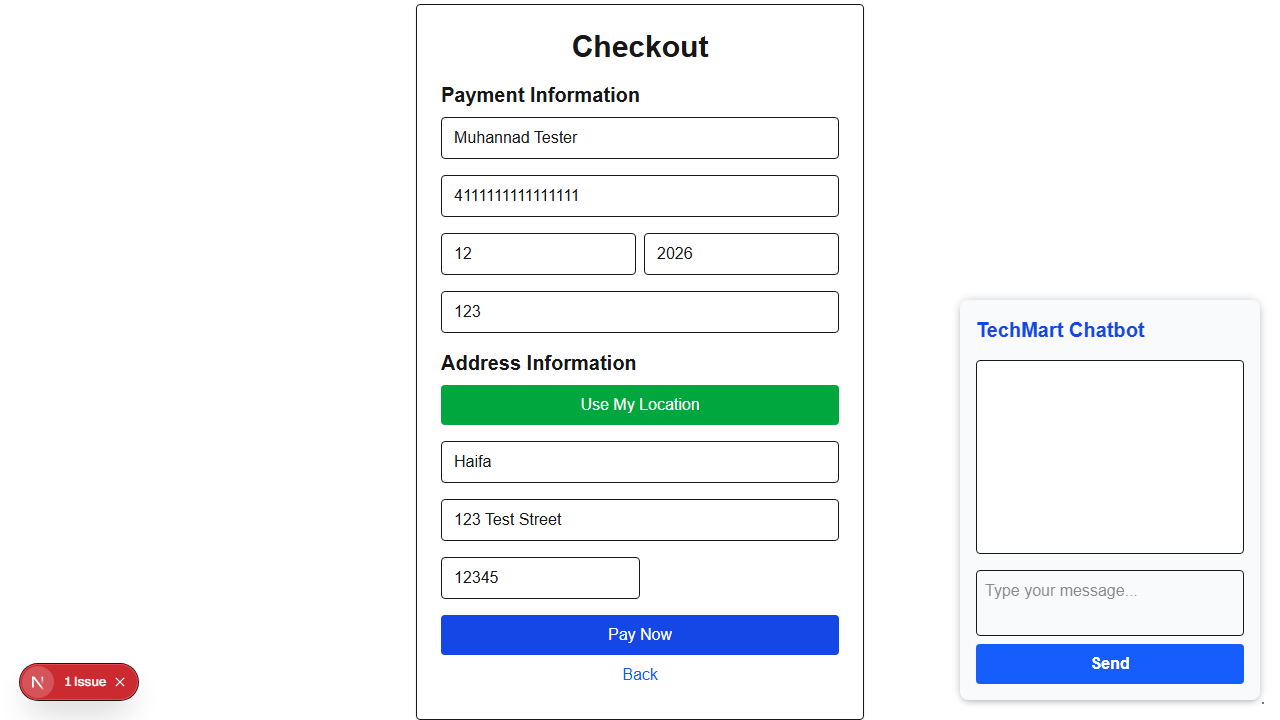 Checkout
Payment Information
Muhannad Tester
4111111111111111
12
2026
123
Address Information
Use My Location
Haifa
123 Test Street
12345
Pay Now
Back
TechMart Chatbot
Type your message...
Send
N
1 Issue
.